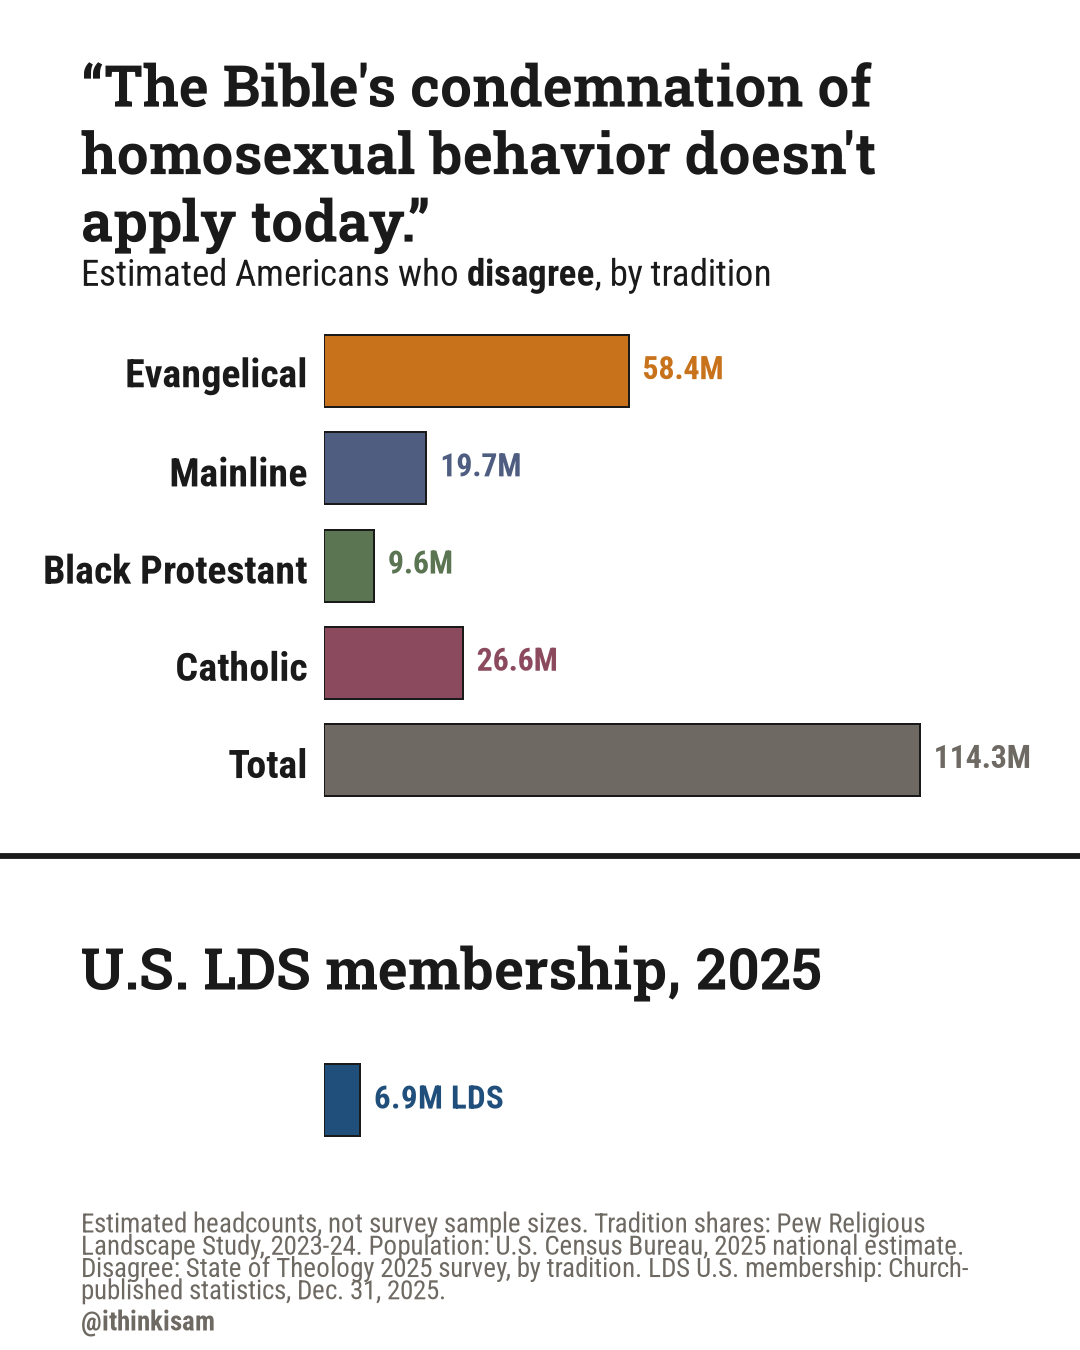 “The Bible's condemnation of
homosexual behavior doesn't
apply today.”
Estimated Americans who disagree, by tradition
Evangelical 58.4M
Mainline 19.7M
Black Protestant 9.6M
Catholic 26.6M
Total 114.3M
U.S. LDS membership, 2025
6.9M LDS
Estimated headcounts, not survey sample sizes. Tradition shares: Pew Religious
Landscape Study, 2023-24. Population: U.S. Census Bureau, 2025 national estimate.
Disagree: State of Theology 2025 survey, by tradition. LDS U.S. membership: Church-
published statistics, Dec. 31, 2025.
@ithinkisam